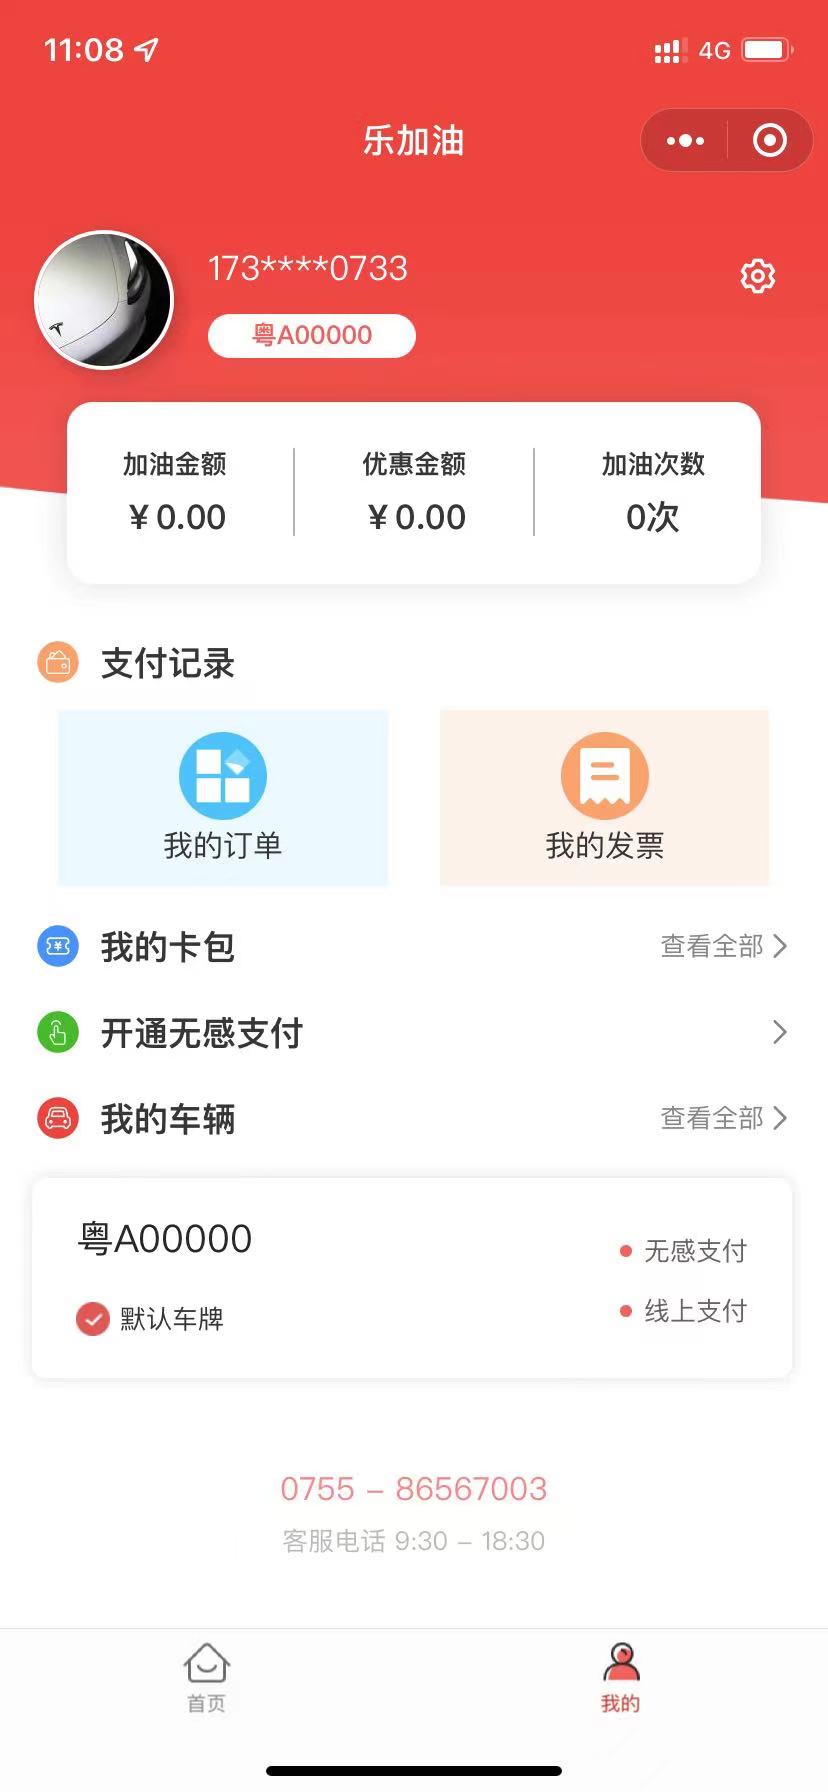 11:08
4G
乐加油
173****0733
粤A00000
加油金额 优惠金额 加油次数
¥0.00 ¥0.00 0次
支付记录
我的订单 我的发票
我的卡包 查看全部
开通无感支付
我的车辆 查看全部
粤A00000
无感支付
默认车牌
线上支付
0755 – 86567003
客服电话 9:30 – 18:30
首页 我的